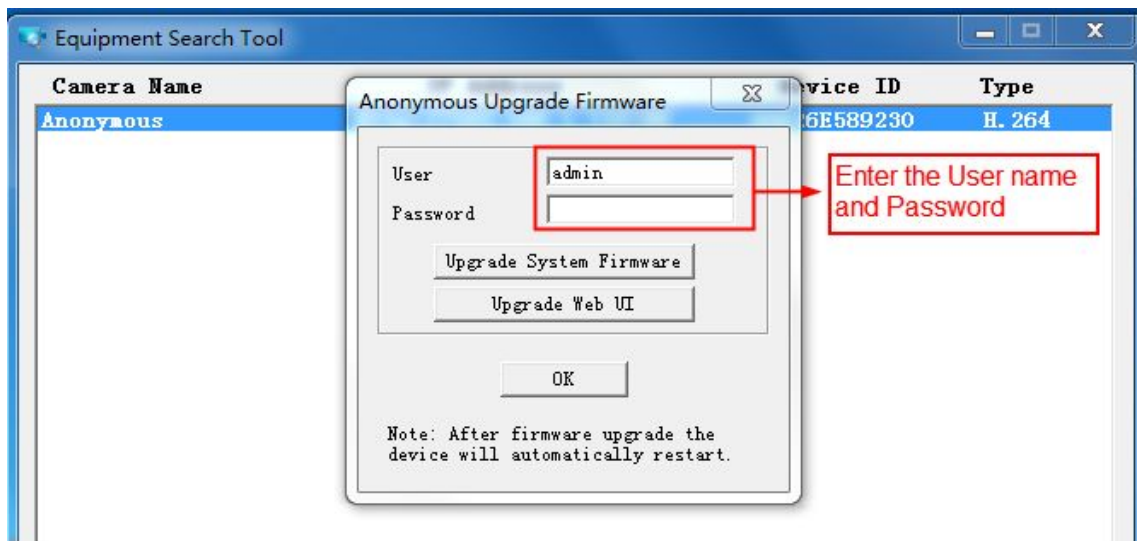 Equipment Search Tool
Camera Name vice ID Type
Anonymous 6E589230 H.264
Anonymous Upgrade Firmware
User admin
Password
Enter the User name
and Password
Upgrade System Firmware
Upgrade Web UI
OK
Note: After firmware upgrade the
device will automatically restart.